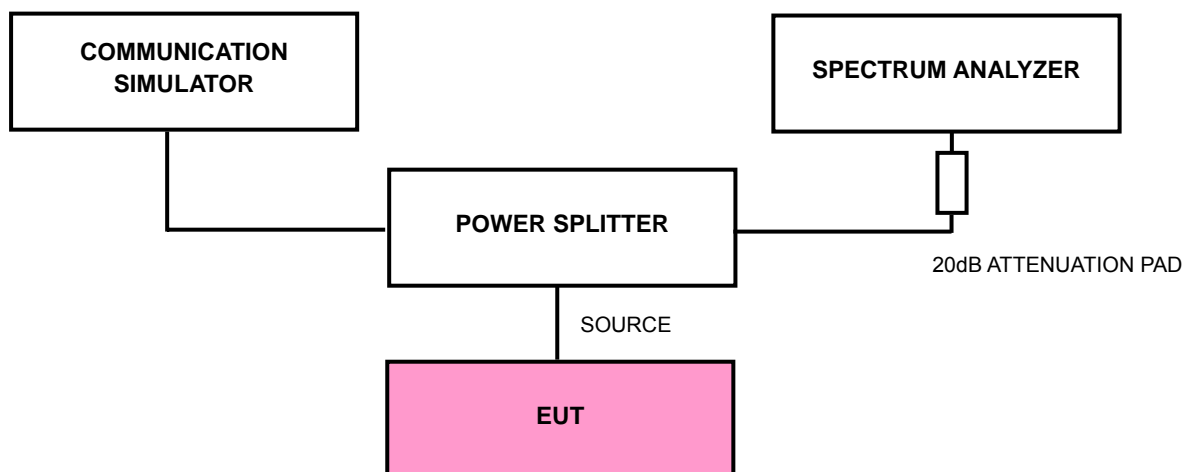 COMMUNICATION
SIMULATOR
SPECTRUM ANALYZER
POWER SPLITTER
20dB ATTENUATION PAD
SOURCE
EUT